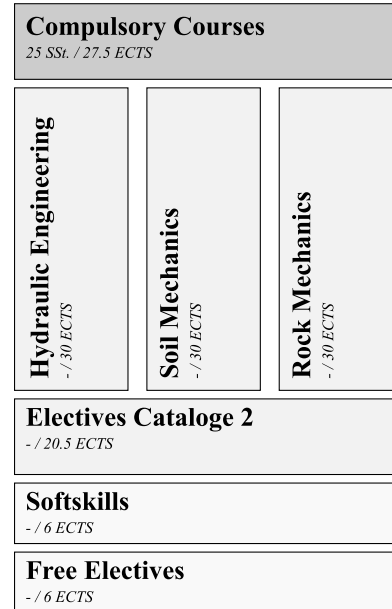 Compulsory Courses
25 SSt. / 27.5 ECTS
Hydraulic Engineering
- / 30 ECTS
Soil Mechanics
- / 30 ECTS
Rock Mechanics
- / 30 ECTS
Electives Cataloge 2
- / 20.5 ECTS
Softskills
- / 6 ECTS
Free Electives
- / 6 ECTS